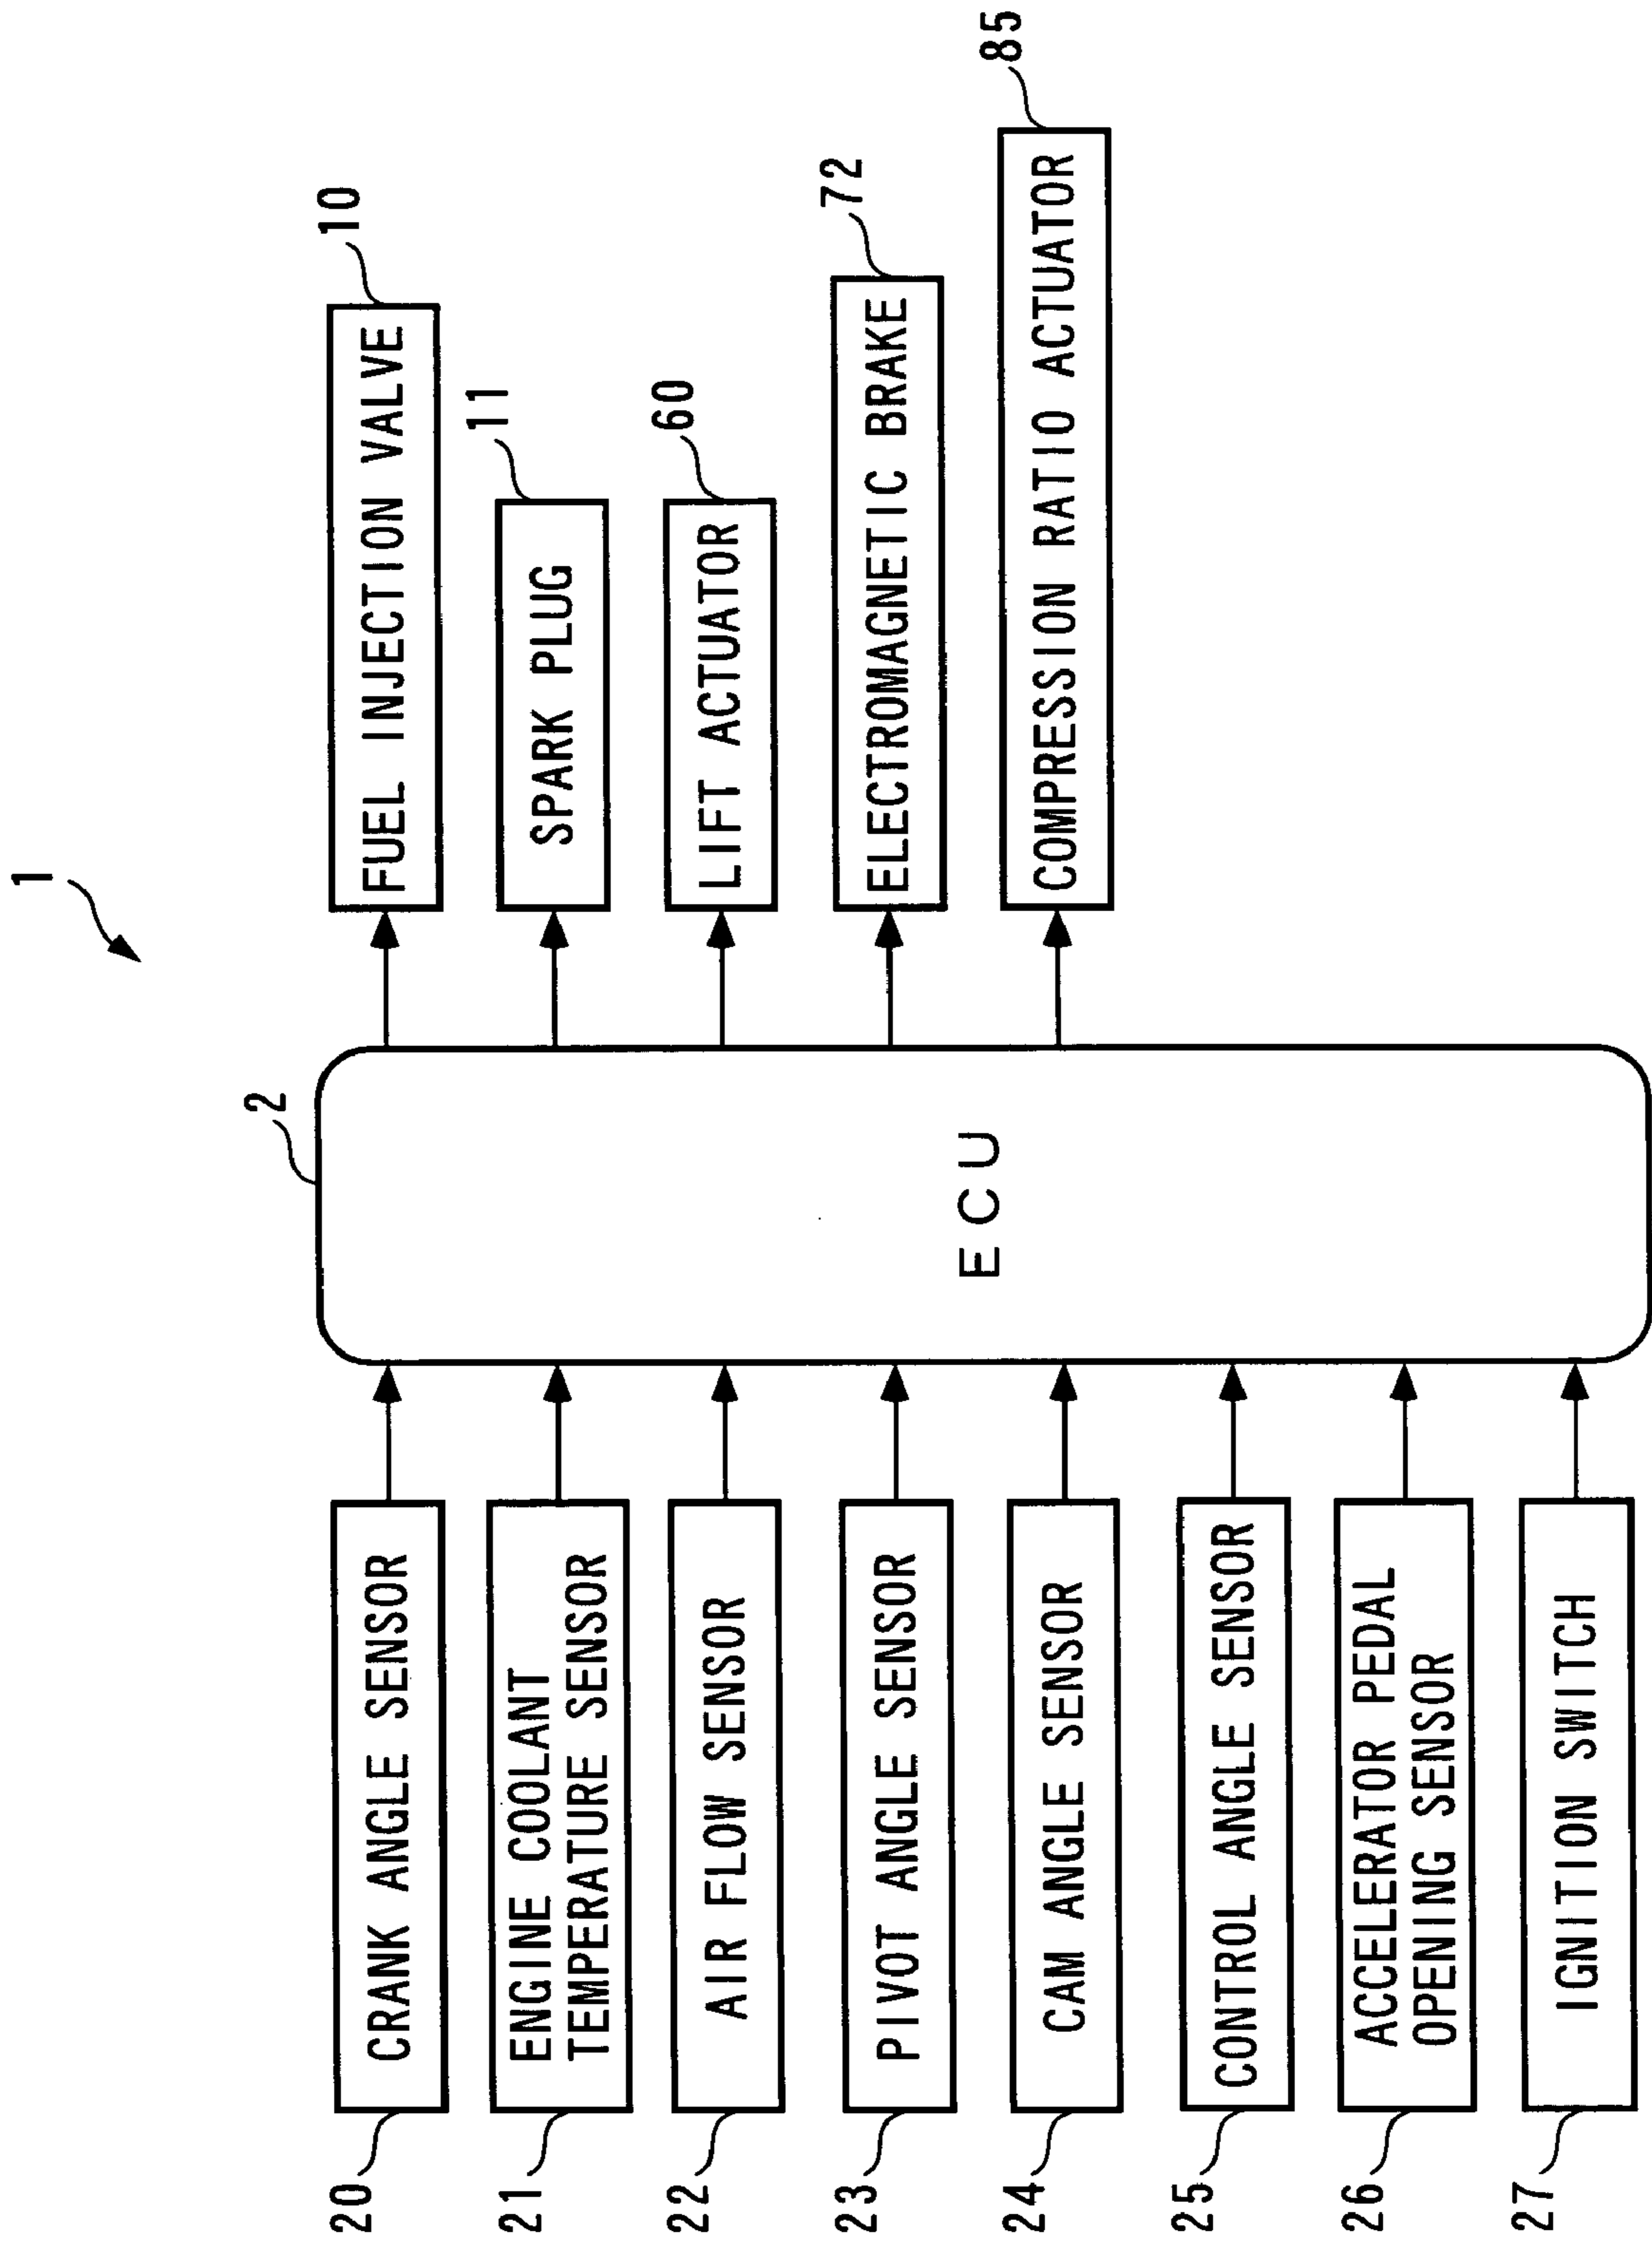 1
2
20
CRANK ANGLE SENSOR
21
ENGINE COOLANT
TEMPERATURE SENSOR
22
AIR FLOW SENSOR
23
PIVOT ANGLE SENSOR
24
CAM ANGLE SENSOR
25
CONTROL ANGLE SENSOR
26
ACCELERATOR PEDAL
OPENING SENSOR
27
IGNITION SWITCH
ECU
FUEL INJECTION VALVE
10
SPARK PLUG
11
LIFT ACTUATOR
60
ELECTROMAGNETIC BRAKE
72
COMPRESSION RATIO ACTUATOR
85